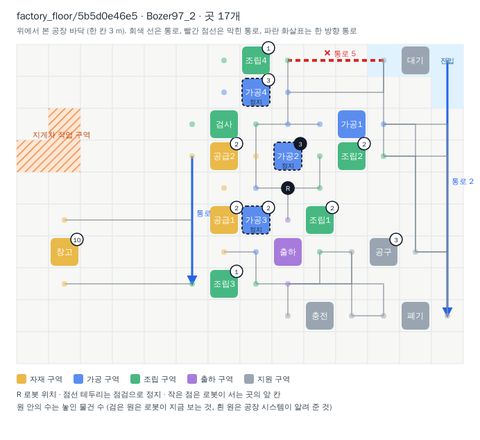 factory_floor/5b5d0e46e5 · Bozer97_2 · 곳 17개
위에서 본 공장 바닥 (한 칸 3 m). 회색 선은 통로, 빨간 점선은 막힌 통로, 파란 화살표는 한 방향 통로
조립4 1 × 통로 5 대기 전립
가공4 3 정지
지게차 작업 구역 검사 가공1
공급2 2 가공2 3 정지 조립2 2
통로 2
R
공급1 2 가공3 2 정지 조립1 2 통로
창고 10 출하 공구 3
조립3 1
충전 폐기
자재 구역 가공 구역 조립 구역 출하 구역 지원 구역
R 로봇 위치 · 점선 테두리는 점검으로 정지 · 작은 점은 로봇이 서는 곳의 앞 칸
원 안의 수는 놓인 물건 수 (검은 원은 로봇이 지금 보는 것, 흰 원은 공장 시스템이 알려 준 것)